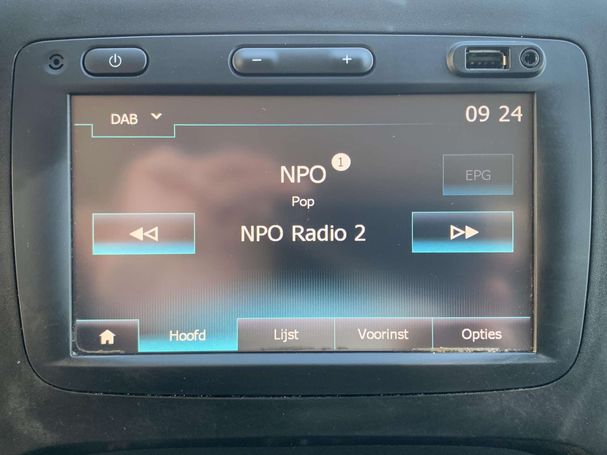 DAB
09 24
NPO 1
EPG
Pop
NPO Radio 2
Hoofd
Lijst
Voorinst
Opties